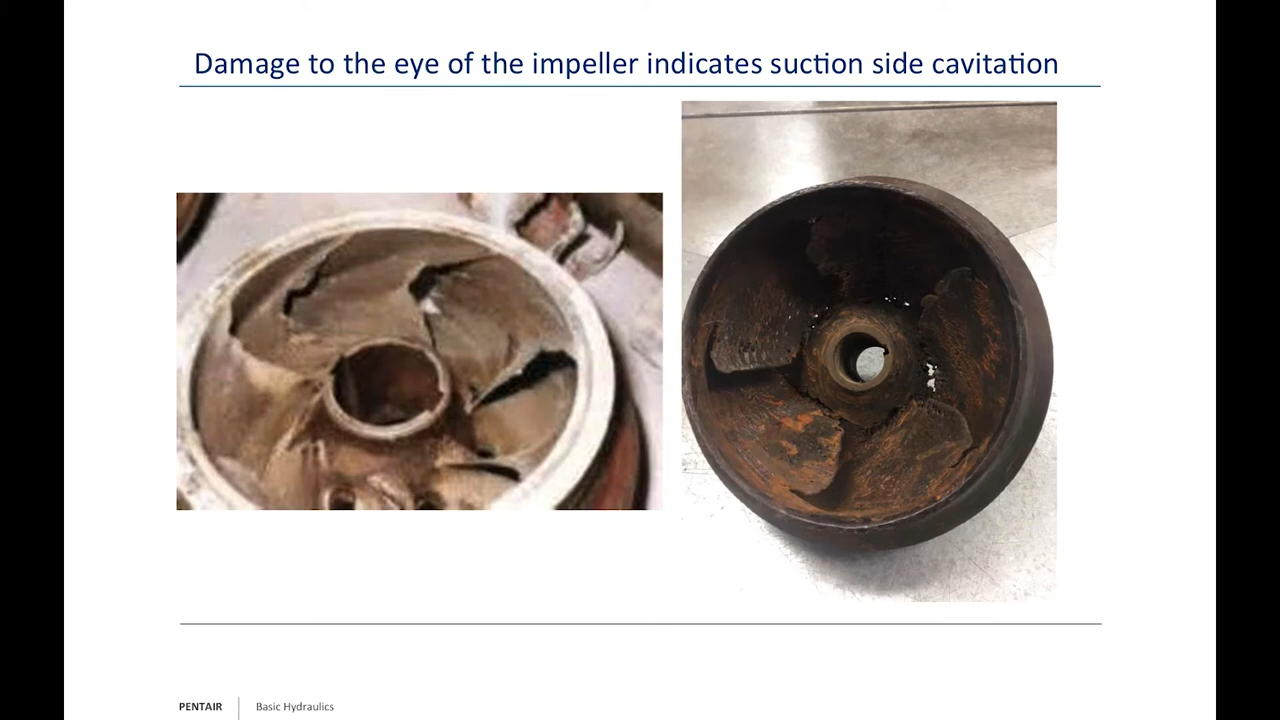 Damage to the eye of the impeller indicates suction side cavitation
PENTAIR
Basic Hydraulics